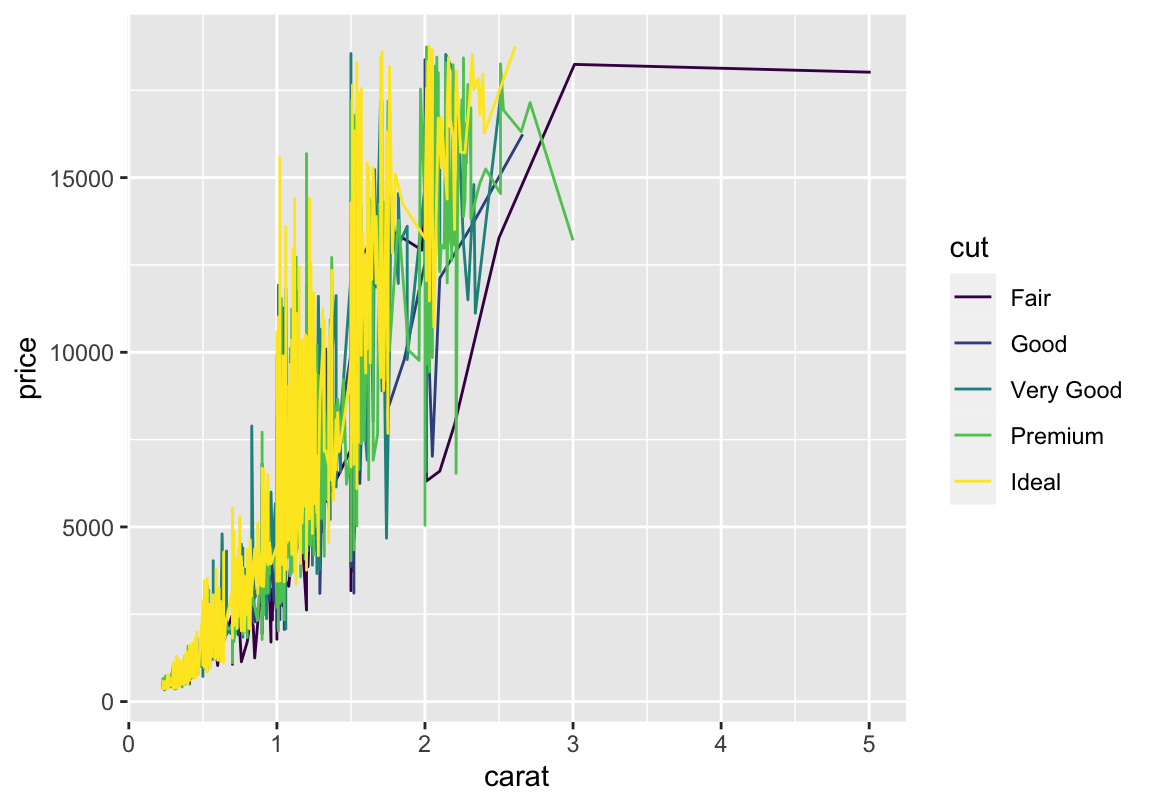 15000
10000
5000
0
price
0 1 2 3 4 5
carat
cut
Fair
Good
Very Good
Premium
Ideal